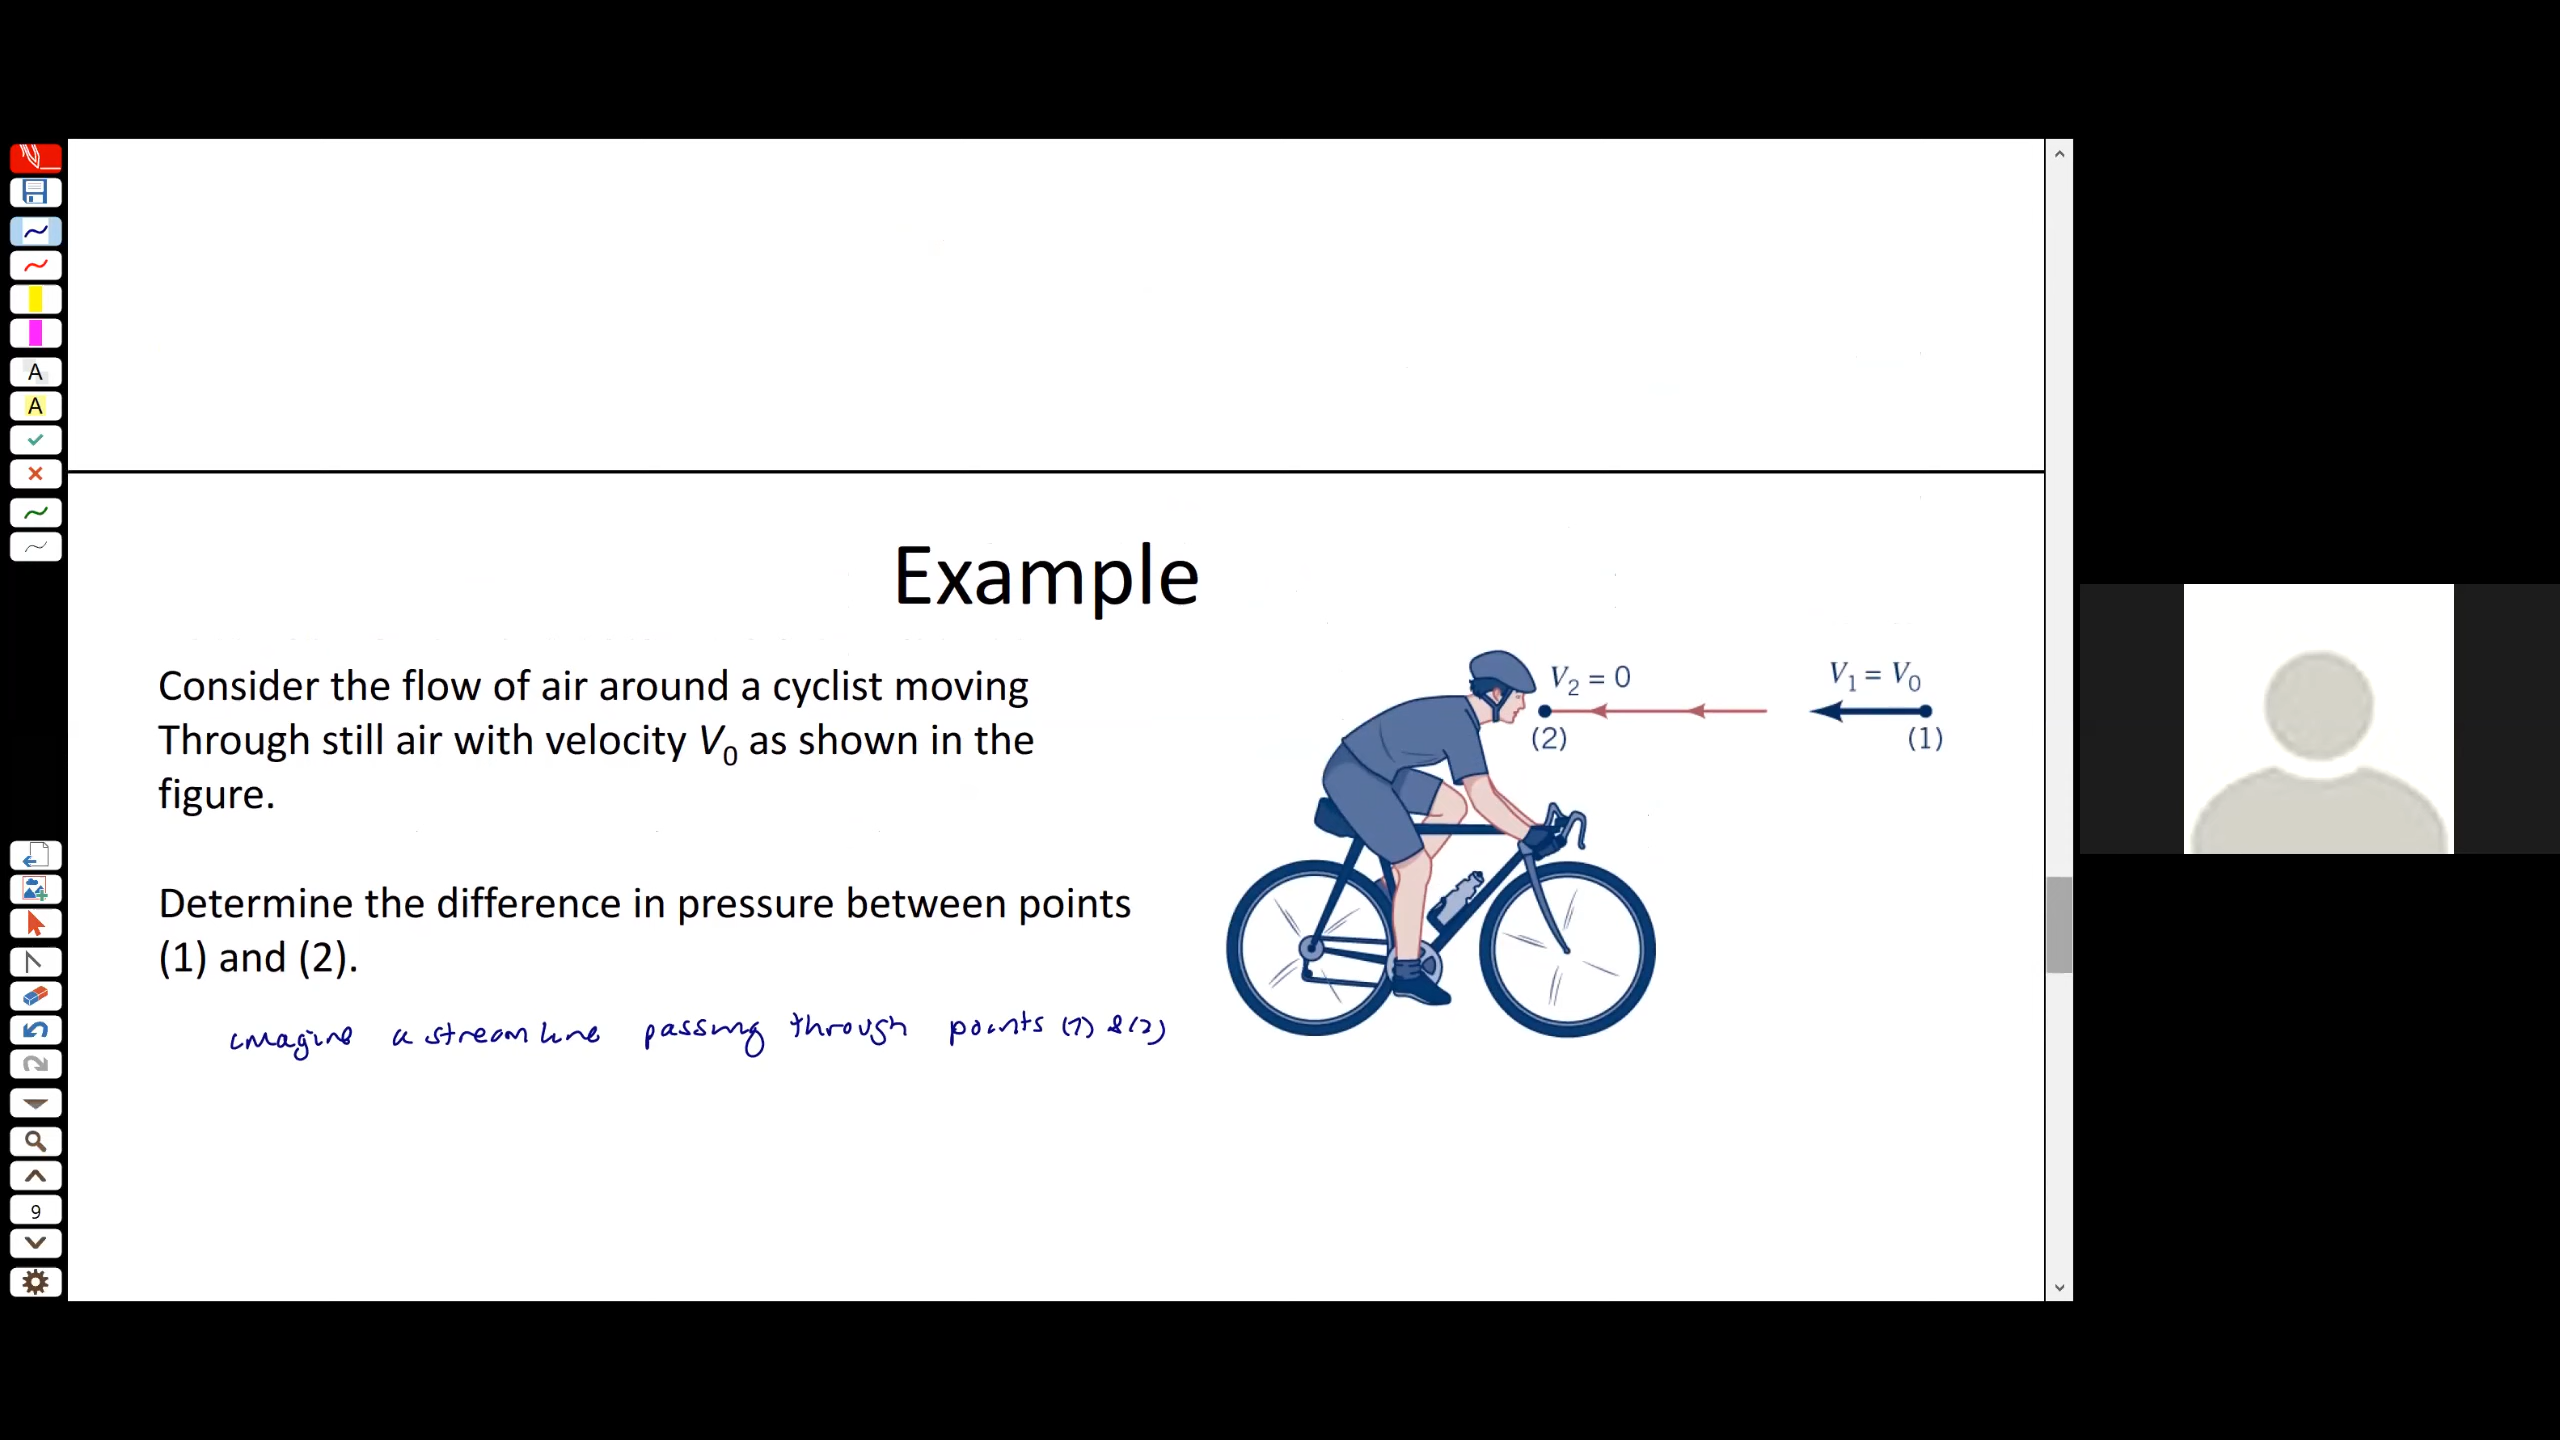 A
A
Example
Consider the flow of air around a cyclist moving
Through still air with velocity V₀ as shown in the
figure.
V₂ = 0
V₁ = V₀
(2)
(1)
Determine the difference in pressure between points
(1) and (2).
imagine a streamline passing through points (1) & (2)
9